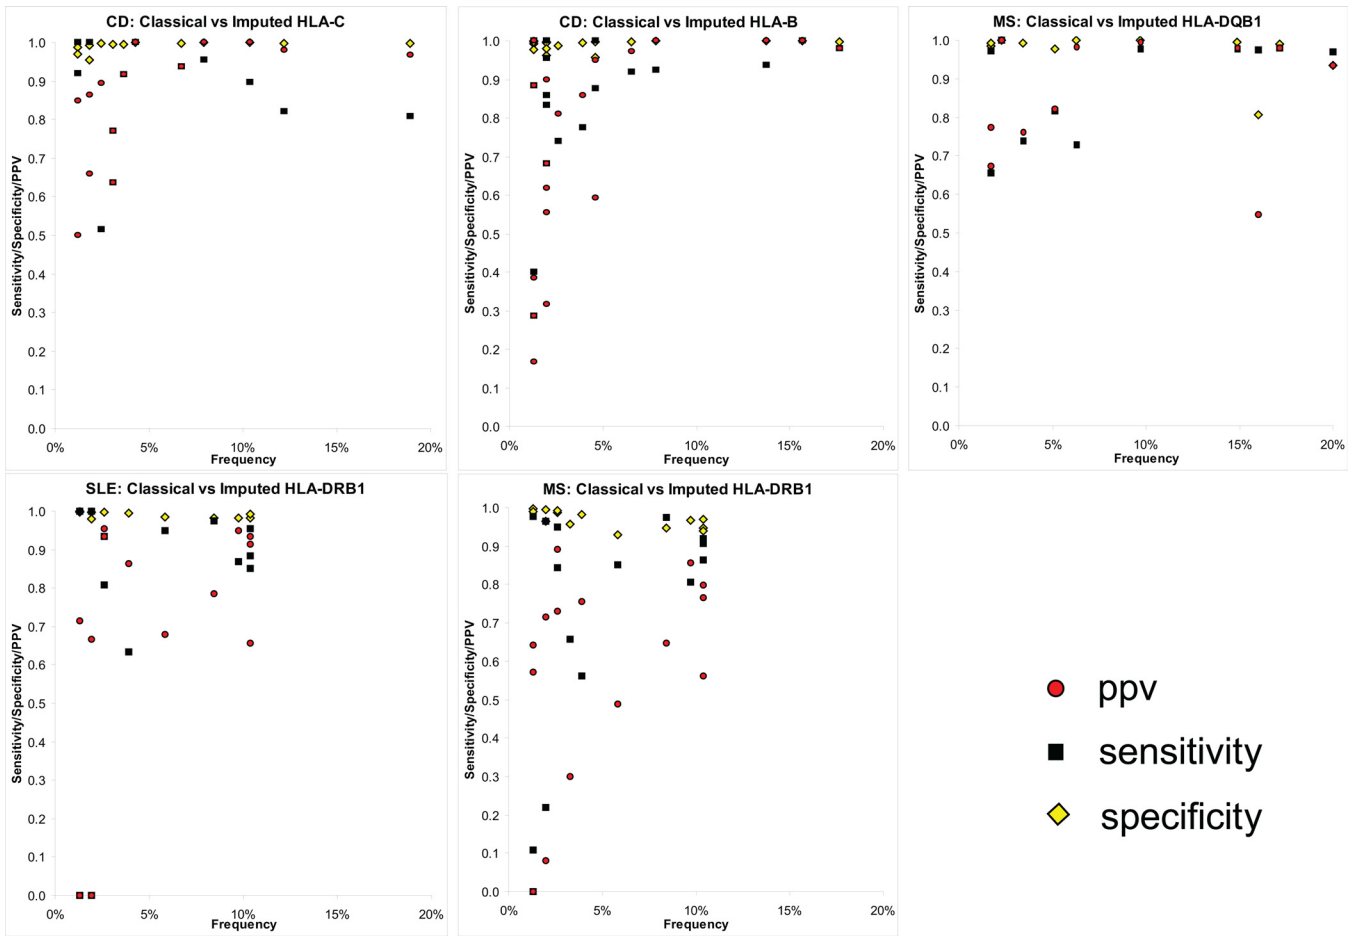 CD: Classical vs Imputed HLA-C
Sensitivity/Specificity/PPV
1.0
0.9
0.8
0.7
0.6
0.5
0.4
0.3
0.2
0.1
0.0
0% 5% 10% 15% 20%
Frequency
CD: Classical vs Imputed HLA-B
Sensitivity/Specificity/PPV
1.0
0.9
0.8
0.7
0.6
0.5
0.4
0.3
0.2
0.1
0.0
0% 5% 10% 15% 20%
Frequency
MS: Classical vs Imputed HLA-DQB1
Sensitivity/Specificity/PPV
1.0
0.9
0.8
0.7
0.6
0.5
0.4
0.3
0.2
0.1
0.0
0% 5% 10% 15% 20%
Frequency
SLE: Classical vs Imputed HLA-DRB1
Sensitivity/Specificity/PPV
1.0
0.9
0.8
0.7
0.6
0.5
0.4
0.3
0.2
0.1
0.0
0% 5% 10% 15% 20%
Frequency
MS: Classical vs Imputed HLA-DRB1
Sensitivity/Specificity/PPV
1.0
0.9
0.8
0.7
0.6
0.5
0.4
0.3
0.2
0.1
0.0
0% 5% 10% 15% 20%
Frequency
ppv
sensitivity
specificity